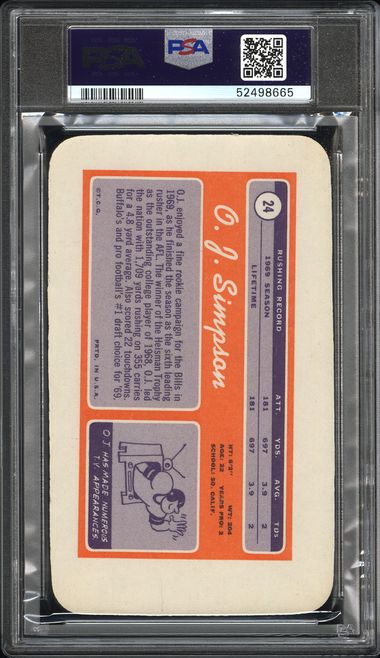 PSA
PSA
52498665
24
RUSHING RECORD ATT. YDS. AVG. TDs
1969 SEASON 181 697 3.9 2
LIFETIME 181 697 3.9 2
O. J. Simpson
HT: 6'2" WT: 204
AGE: 22 YEARS PRO: 2
SCHOOL: SO. CALIF.
O.J. enjoyed a fine rookie campaign for the Bills in
1969, as he finished the season as the sixth leading
rusher in the AFL. The winner of the Heisman Trophy
as the outstanding college player of 1968, O.J. led
the nation with 1,709 yards rushing on 355 carries
for a 4.8 yard average. Also scored 22 touchdowns.
Buffalo's and pro football's #1 draft choice for '69.
©T.C.G. PRTD. IN U.S.A.
O.J. HAS MADE NUMEROUS
T.V. APPEARANCES.